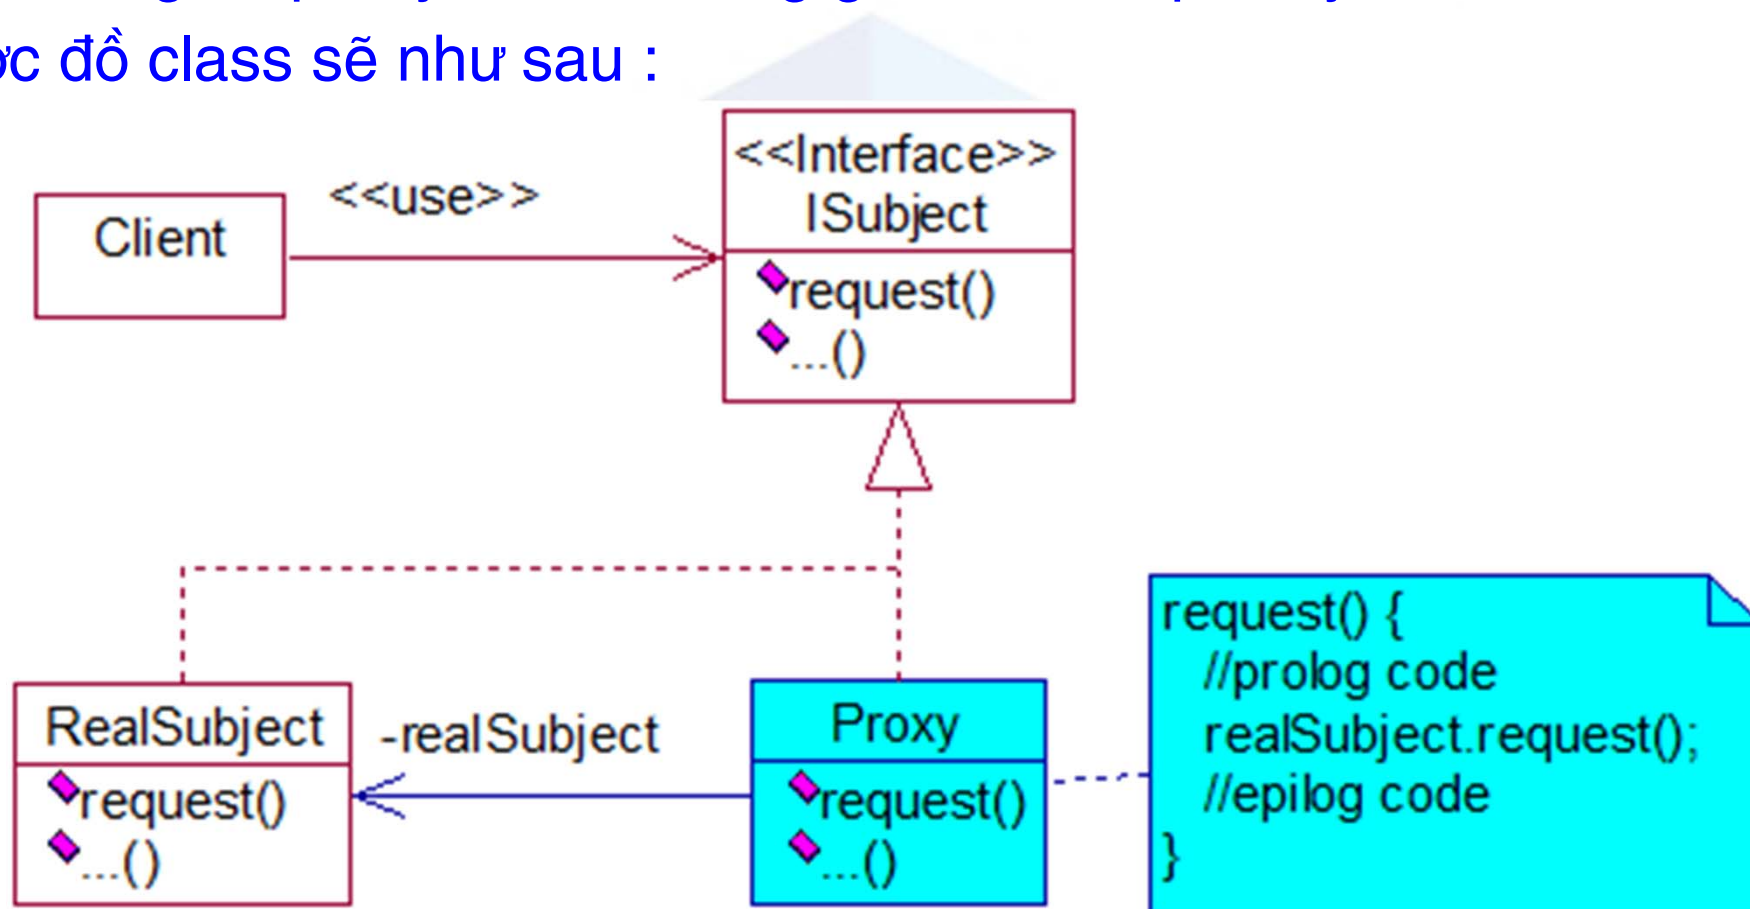 đồ class sẽ như sau :
<<Interface>>
ISubject
request()
...()
Client
<<use>>
RealSubject
request()
...()
-realSubject
Proxy
request()
...()
request() {
//prolog code
realSubject.request();
//epilog code
}